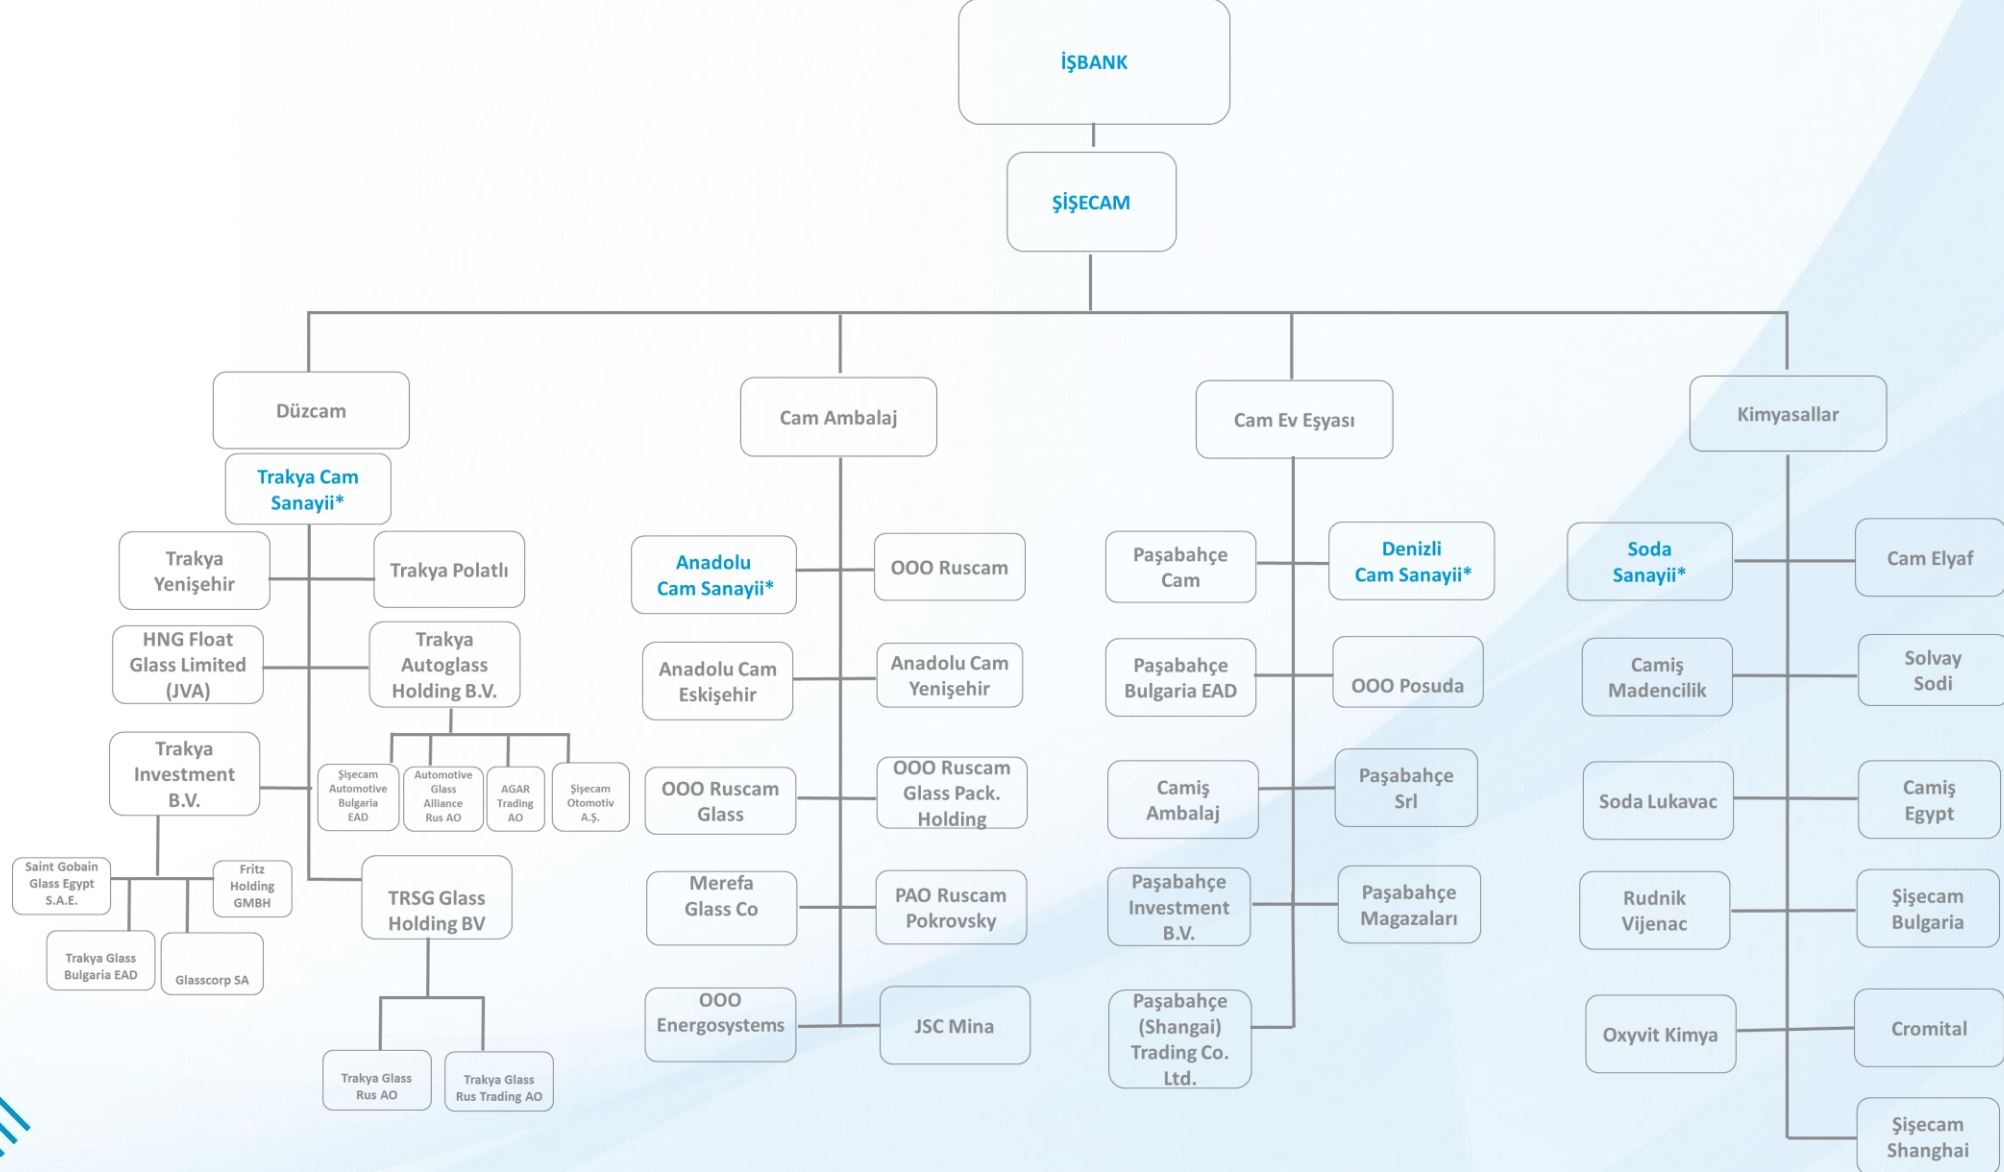 İŞBANK
ŞİŞECAM
Düzcam
Trakya Cam
Sanayii*
Trakya
Yenişehir
Trakya Polatlı
HNG Float
Glass Limited
(JVA)
Trakya
Autoglass
Holding B.V.
Trakya
Investment
B.V.
Şişecam
Automotive
Bulgaria
EAD
Automotive
Glass
Alliance
Rus AO
AGAR
Trading
AO
Şişecam
Otomotiv
A.Ş.
Saint Gobain
Glass Egypt
S.A.E.
Fritz
Holding
GMBH
Trakya Glass
Bulgaria EAD
Glasscorp SA
TRSG Glass
Holding BV
Trakya Glass
Rus AO
Trakya Glass
Rus Trading AO
Cam Ambalaj
Anadolu
Cam Sanayii*
OOO Ruscam
Anadolu Cam
Eskişehir
Anadolu Cam
Yenişehir
OOO Ruscam
Glass
OOO Ruscam
Glass Pack.
Holding
Merefa
Glass Co
PAO Ruscam
Pokrovsky
OOO
Energosystems
JSC Mina
Cam Ev Eşyası
Paşabahçe
Cam
Denizli
Cam Sanayii*
Paşabahçe
Bulgaria EAD
OOO Posuda
Camiş
Ambalaj
Paşabahçe
Srl
Paşabahçe
Investment
B.V.
Paşabahçe
Magazaları
Paşabahçe
(Shangai)
Trading Co.
Ltd.
Kimyasallar
Soda
Sanayii*
Cam Elyaf
Camiş
Madencilik
Solvay
Sodi
Soda Lukavac
Camiş
Egypt
Rudnik
Vijenac
Şişecam
Bulgaria
Oxyvit Kimya
Cromital
Şişecam
Shanghai